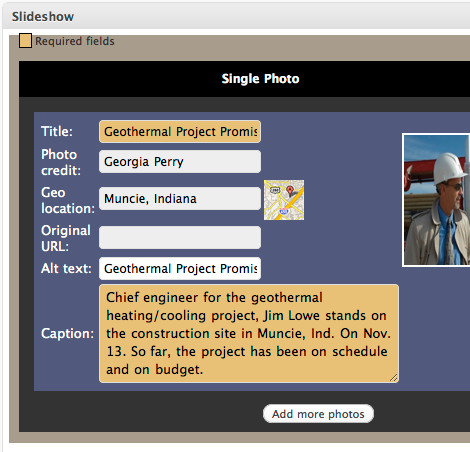 Slideshow
Required fields
Single Photo
Title: Geothermal Project Promis
Photo credit: Georgia Perry
Geo location: Muncie, Indiana
Original URL:
Alt text: Geothermal Project Promis
Caption:
Chief engineer for the geothermal
heating/cooling project, Jim Lowe stands on
the construction site in Muncie, Ind. On Nov.
13. So far, the project has been on schedule
and on budget.
Add more photos